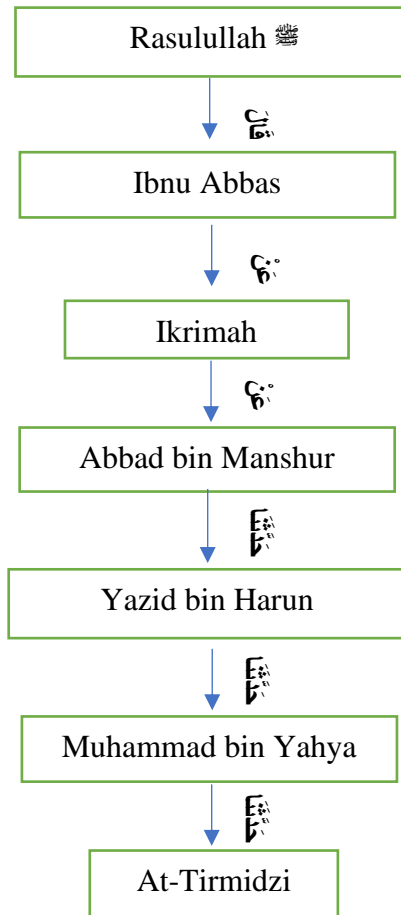 Rasulullah ﷺ
قَالَ
Ibnu Abbas
عَنْ
Ikrimah
عَنْ
Abbad bin Manshur
حَدَّثَنَا
Yazid bin Harun
حَدَّثَنَا
Muhammad bin Yahya
حَدَّثَنَا
At-Tirmidzi